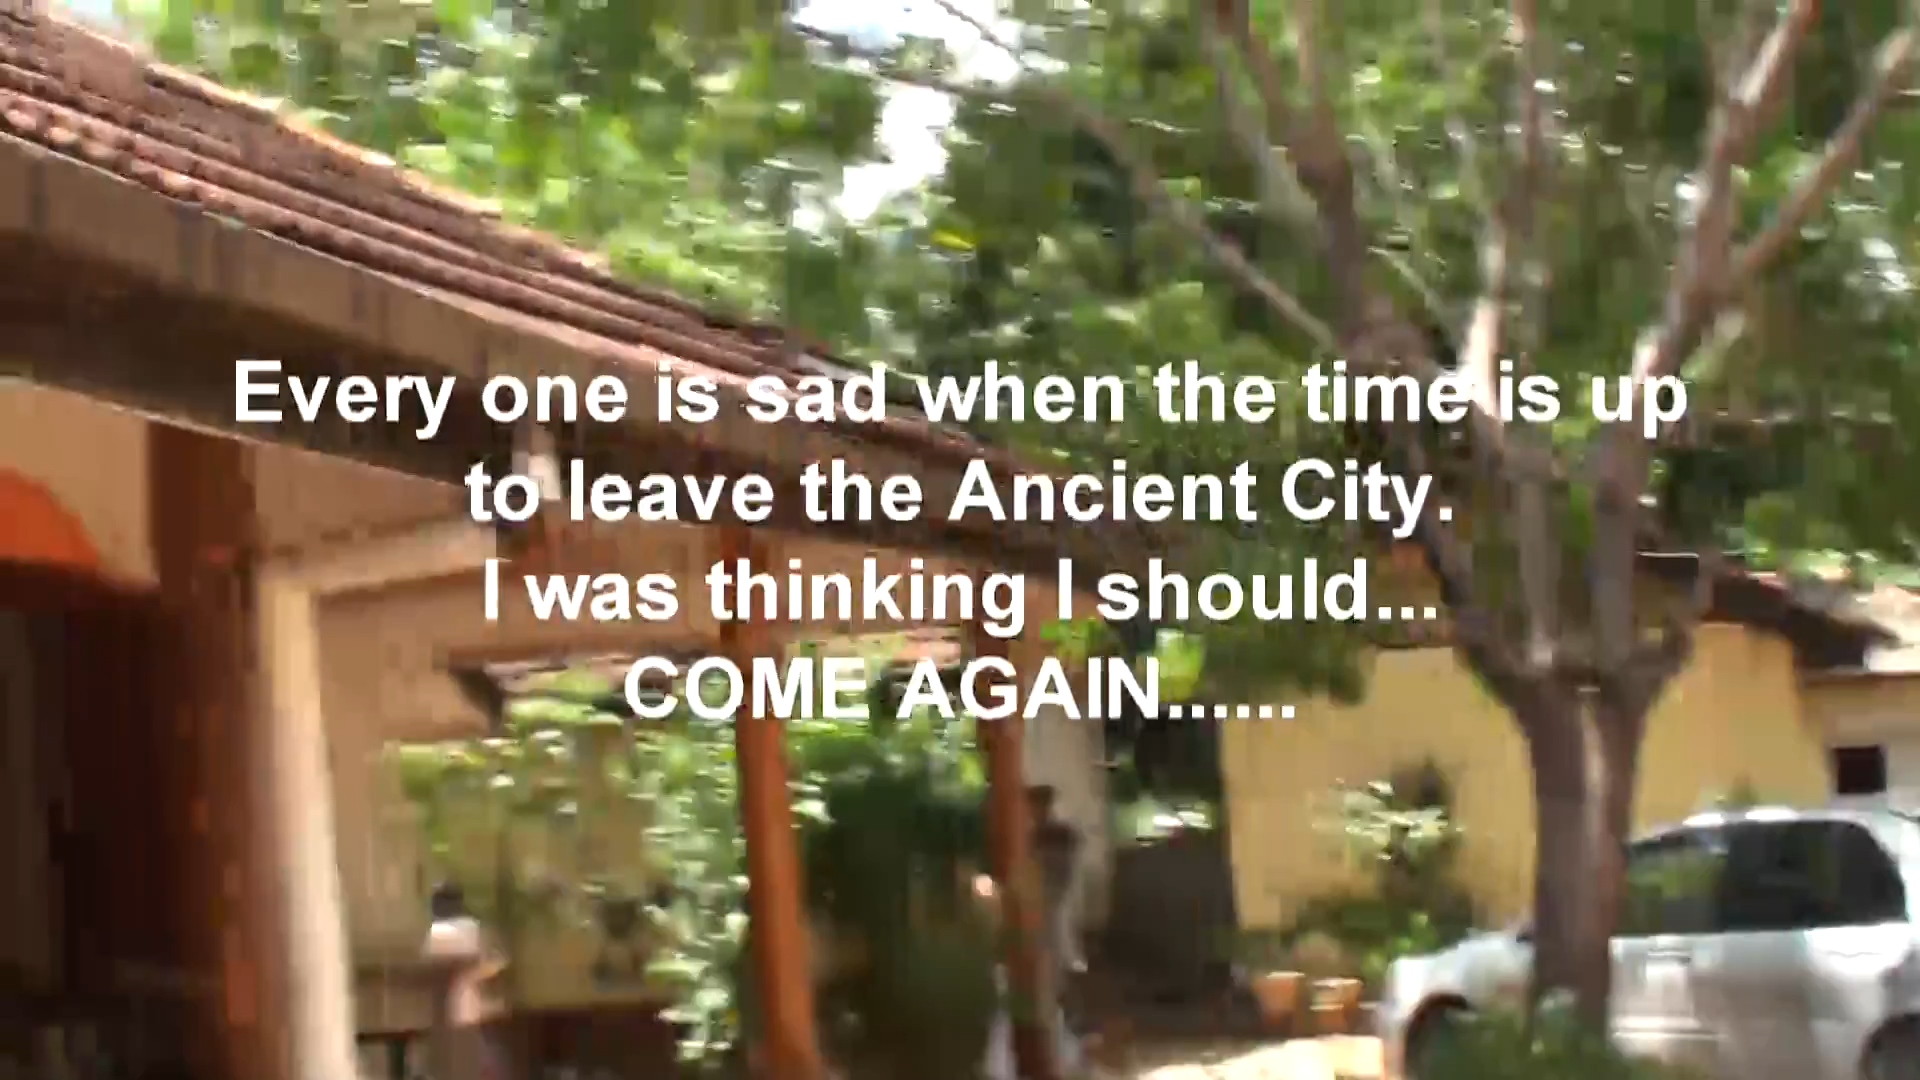 Every one is sad when the time is up
to leave the Ancient City.
I was thinking I should...
COME AGAIN......